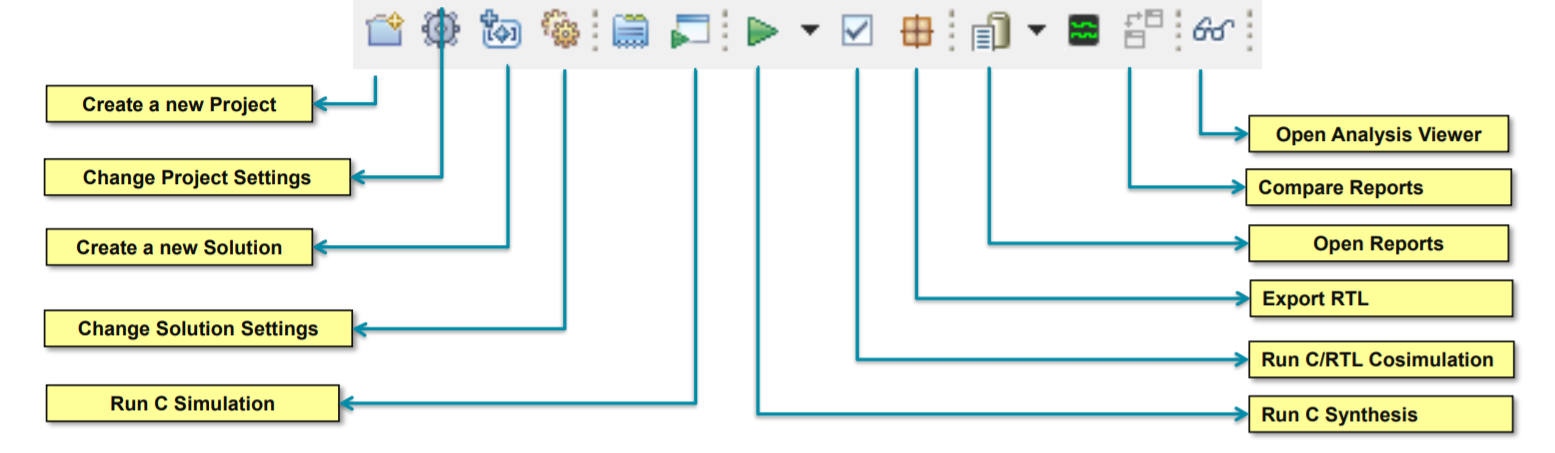 Create a new Project
Change Project Settings
Create a new Solution
Change Solution Settings
Run C Simulation
Open Analysis Viewer
Compare Reports
Open Reports
Export RTL
Run C/RTL Cosimulation
Run C Synthesis